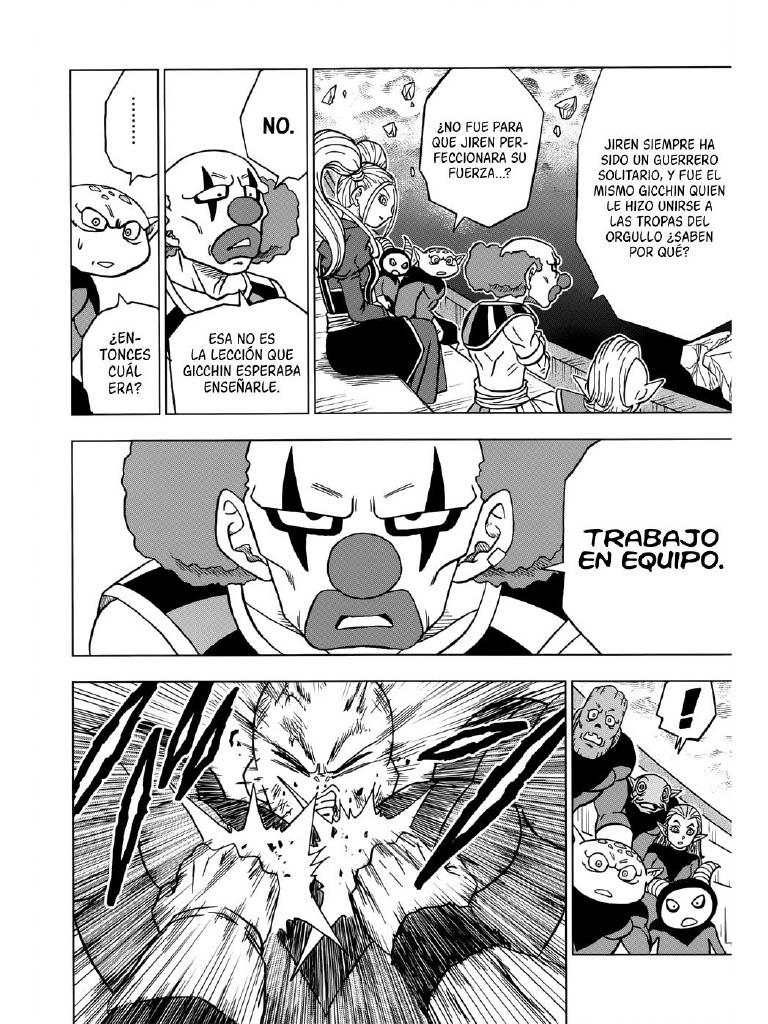 JIREN SIEMPRE HA
SIDO UN GUERRERO
SOLITARIO, Y FUE EL
MISMO GICCHIN QUIEN
LE HIZO UNIRSE A
LAS TROPAS DEL
ORGULLO ¿SABEN
POR QUÉ?
¿NO FUE PARA
QUE JIREN PER-
FECCIONARA SU
FUERZA...?
NO.
ESA NO ES
LA LECCIÓN QUE
GICCHIN ESPERABA
ENSEÑARLE.
.........
¿EN-
TONCES
CUÁL
ERA?
TRABAJO
EN EQUIPO.
!